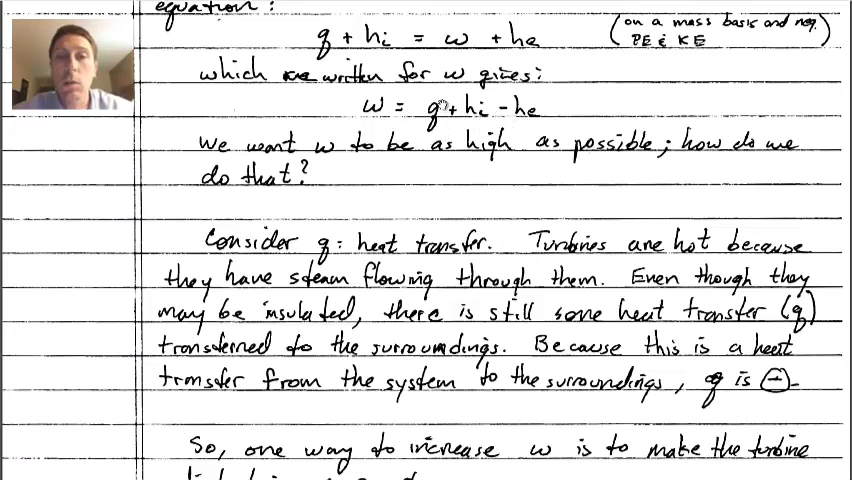 equation:
q + hi = w + he (on a mass basis and neg. PE & KE)
which written for w gives:
w = q + hi - he
We want w to be as high as possible; how do we
do that?
Consider q: heat transfer. Turbines are hot because
they have steam flowing through them. Even though they
may be insulated, there is still some heat transfer (q)
transferred to the surroundings. Because this is a heat
transfer from the system to the surroundings, q is (-).
So, one way to increase w is to make the turbine